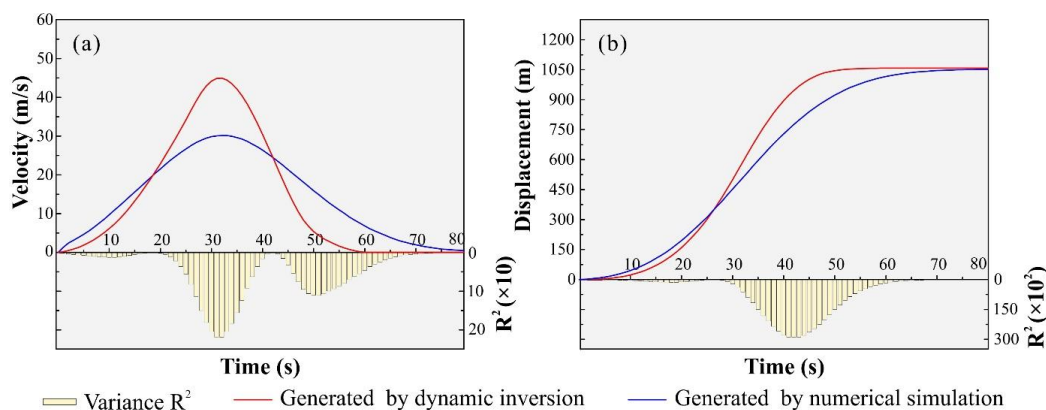 (a)
Velocity (m/s)
60
50
40
30
20
10
0
10 20 30 40 50 60 70 80
0
10
20
R² (×10)
Time (s)
(b)
Displacement (m)
1200
1050
900
750
600
450
300
150
0
10 20 30 40 50 60 70 80
0
150
300
R² (×10²)
Time (s)
Variance R² Generated by dynamic inversion Generated by numerical simulation